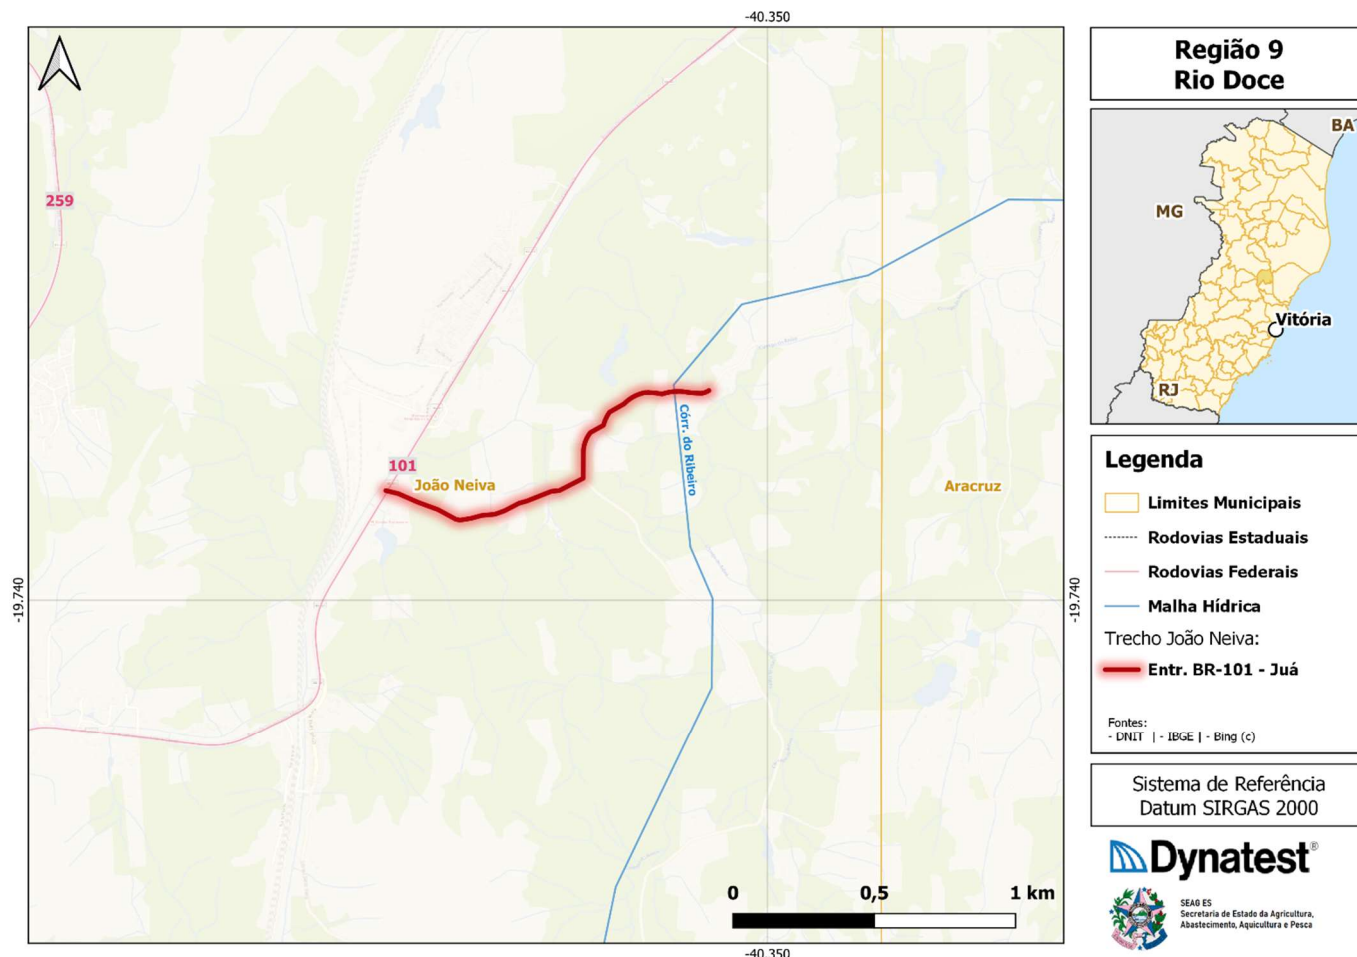 -40.350
Região 9
Rio Doce
BA
MG
Vitória
RJ
259
101
João Neiva
Córr. do Ribeiro
Aracruz
-19.740
-19.740
Legenda
Limites Municipais
Rodovias Estaduais
Rodovias Federais
Malha Hídrica
Trecho João Neiva:
Entr. BR-101 - Juá
Fontes:
- DNIT | - IBGE | - Bing (c)
Sistema de Referência
Datum SIRGAS 2000
Dynatest®
SEAG ES
Secretaria de Estado da Agricultura,
Abastecimento, Aquicultura e Pesca
0 0,5 1 km
-40.350